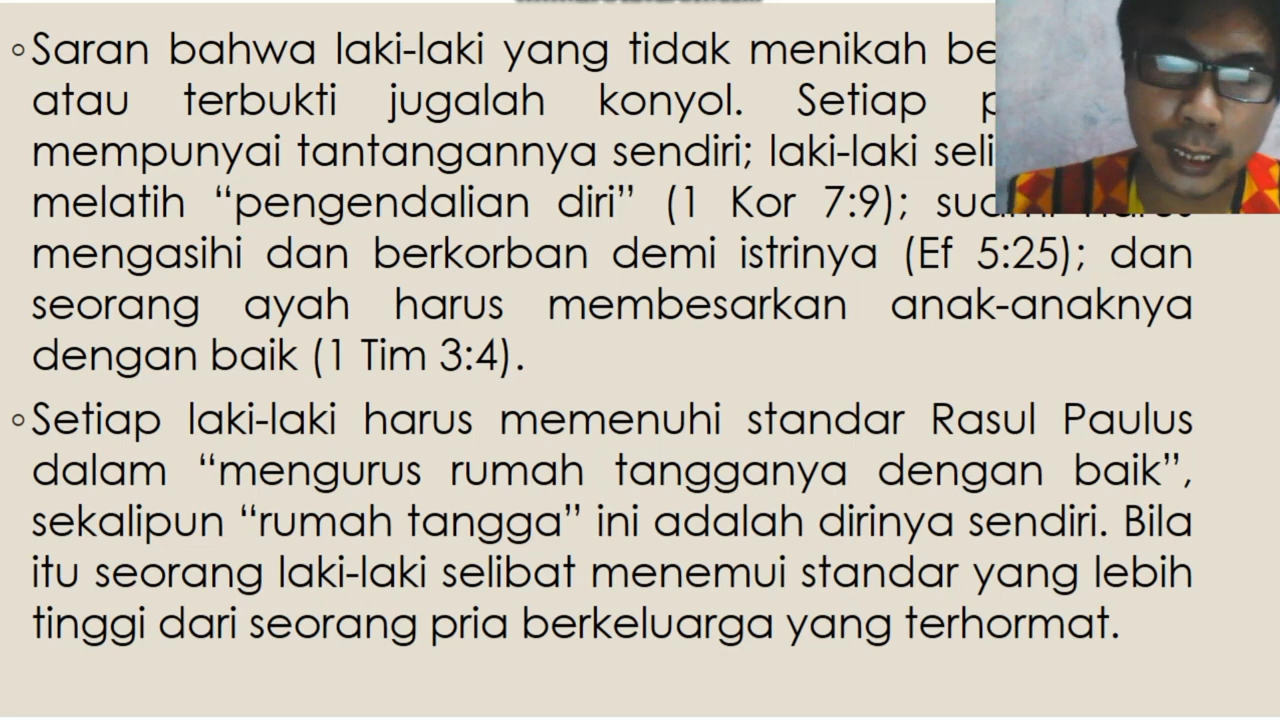 Saran bahwa laki-laki yang tidak menikah
atau terbukti jugalah konyol. Setiap
mempunyai tantangannya sendiri; laki-laki
melatih “pengendalian diri” (1 Kor 7:9);
mengasihi dan berkorban demi istrinya (Ef 5:25); dan
seorang ayah harus membesarkan anak-anaknya
dengan baik (1 Tim 3:4).
Setiap laki-laki harus memenuhi standar Rasul Paulus
dalam “mengurus rumah tangganya dengan baik”,
sekalipun “rumah tangga” ini adalah dirinya sendiri. Bila
itu seorang laki-laki selibat menemui standar yang lebih
tinggi dari seorang pria berkeluarga yang terhormat.